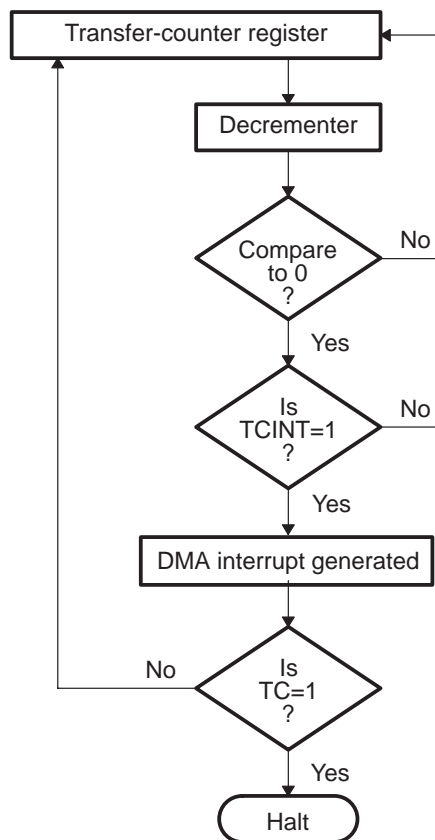 Transfer-counter register
Decrementer
Compare
to 0
?
No
Yes
Is
TCINT=1
?
No
Yes
DMA interrupt generated
Is
TC=1
?
No
Yes
Halt